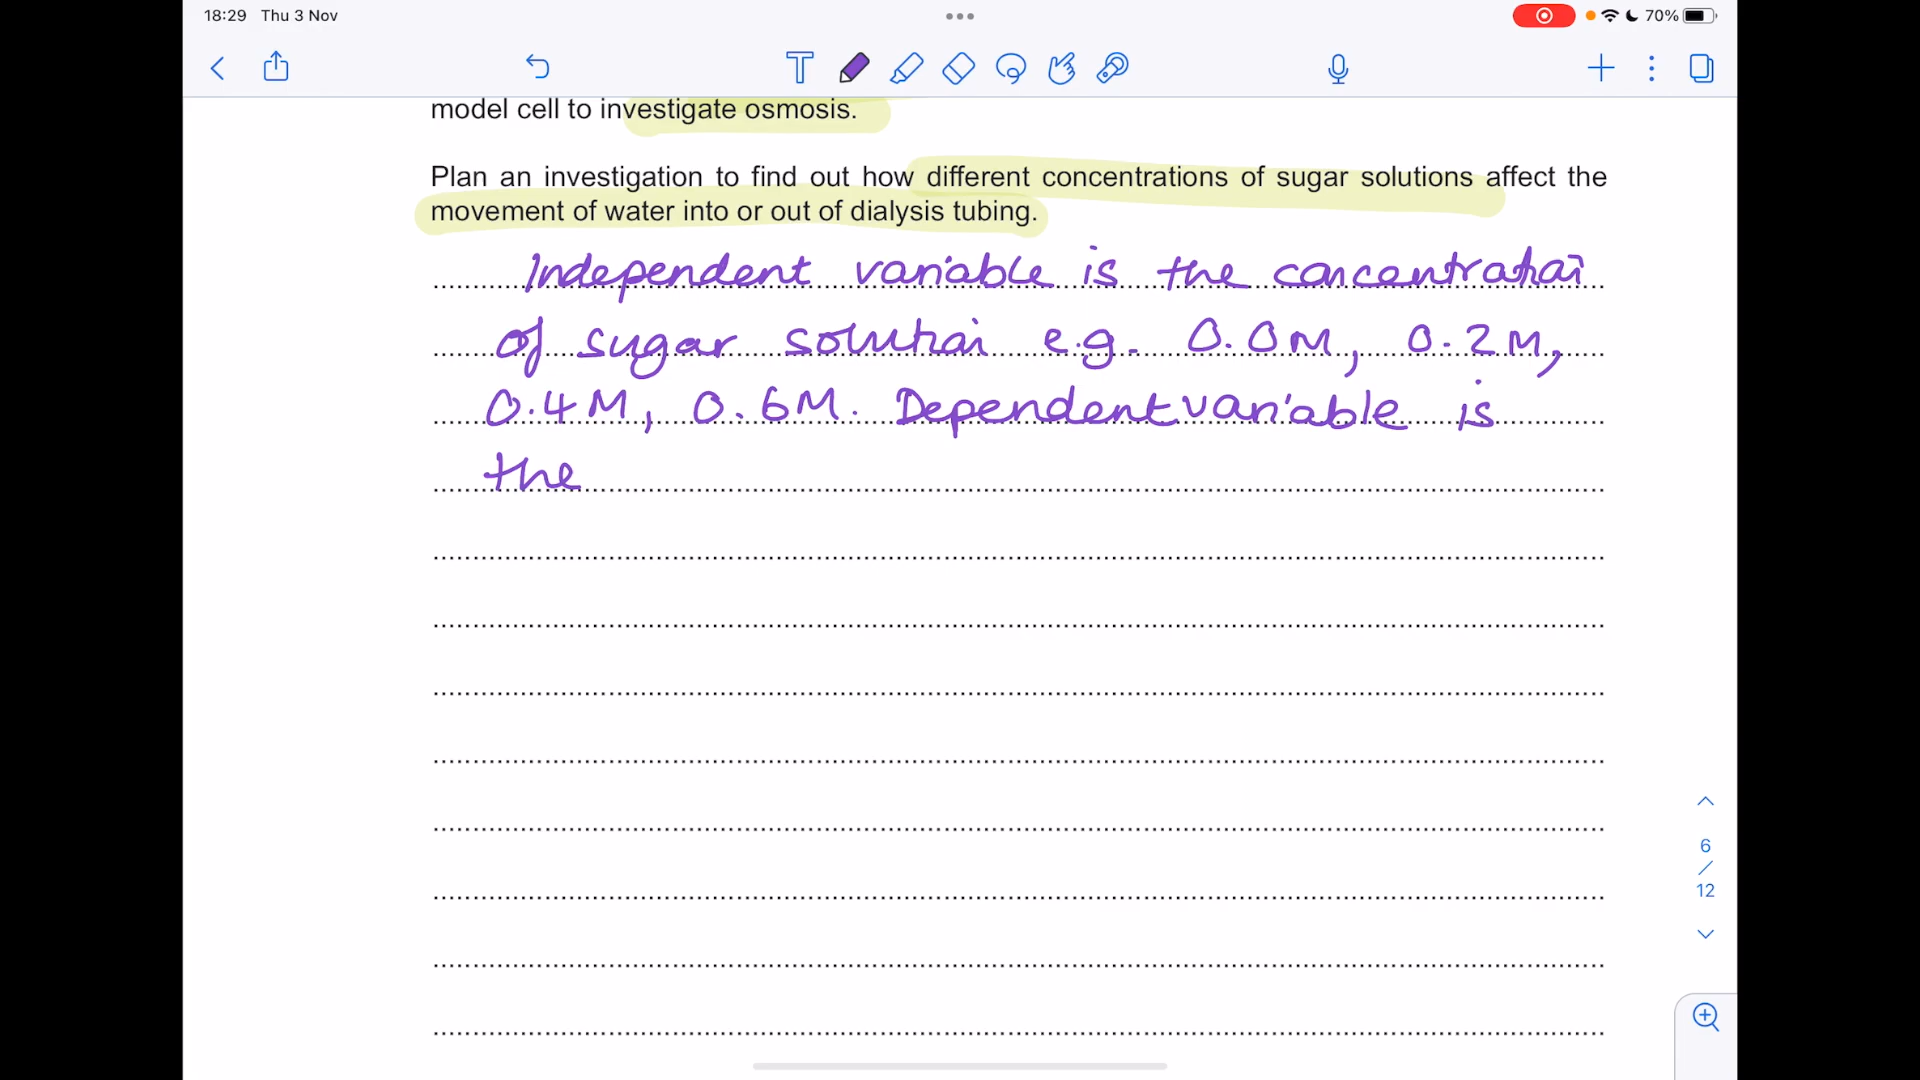 18:29 Thu 3 Nov
70%
model cell to investigate osmosis.
Plan an investigation to find out how different concentrations of sugar solutions affect the
movement of water into or out of dialysis tubing.
Independent variable is the concentration
of sugar solution e.g. 0.0M, 0.2M,
0.4M, 0.6M. Dependent variable is
the
6
/
12